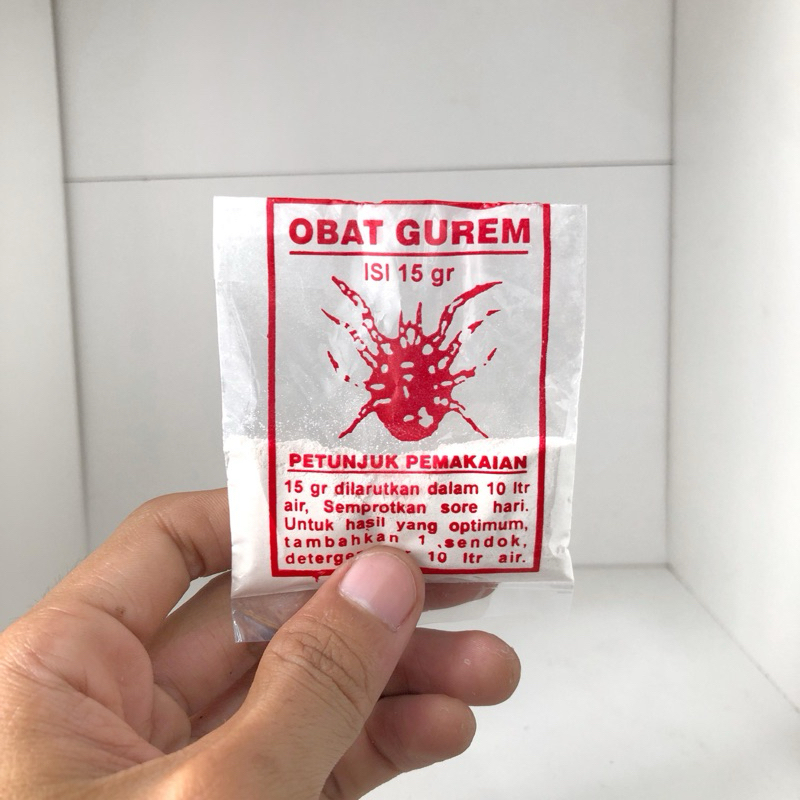 OBAT GUREM
ISI 15 gr
PETUNJUK PEMAKAIAN
15 gr dilarutkan dalam 10 ltr
air, Semprotkan sore hari.
Untuk hasil yang optimum,
tambahkan 1 sendok,
10 ltr air.